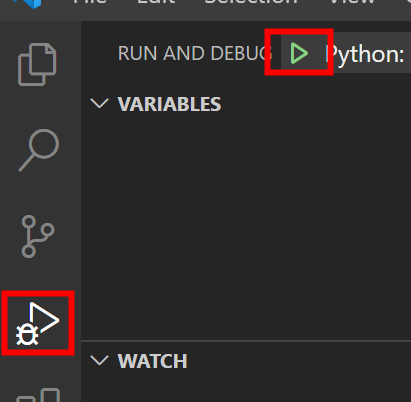 File Edit Selection View
RUN AND DEBUG Python:
VARIABLES
WATCH